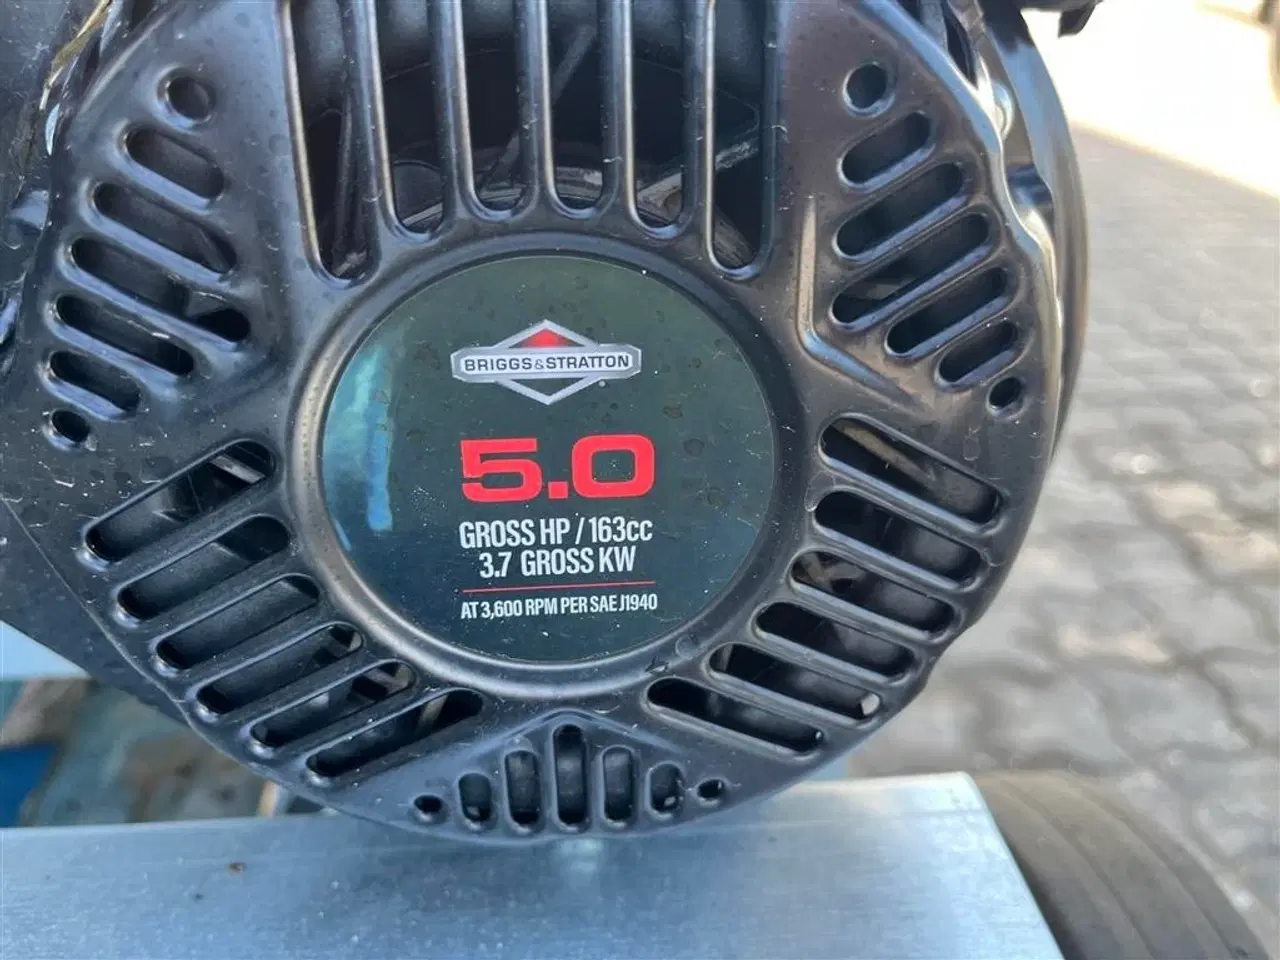 BRIGGS&STRATTON
®
5.0
GROSS HP / 163cc
3.7 GROSS KW
AT 3,600 RPM PER SAE J1940